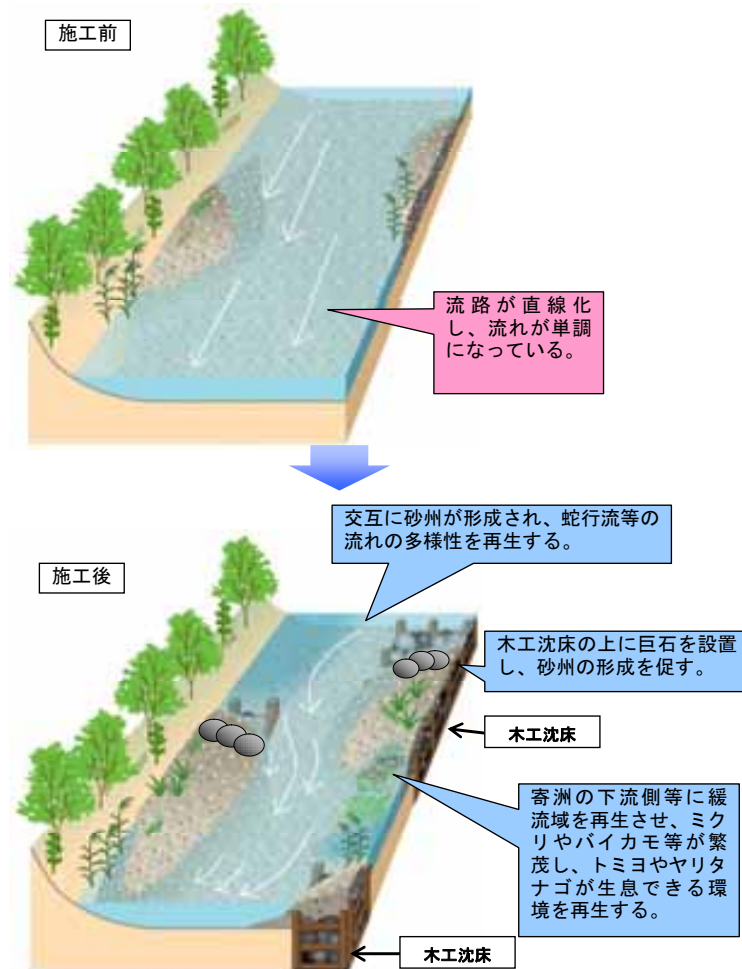 施工前
流路が直線化
し、流れが単調
になっている。
交互に砂州が形成され、蛇行流等の
流れの多様性を再生する。
施工後
木工沈床の上に巨石を設置
し、砂州の形成を促す。
木工沈床
寄洲の下流側等に緩
流域を再生させ、ミク
リやバイカモ等が繁
茂し、トミヨやヤリタ
ナゴが生息できる環
境を再生する。
木工沈床